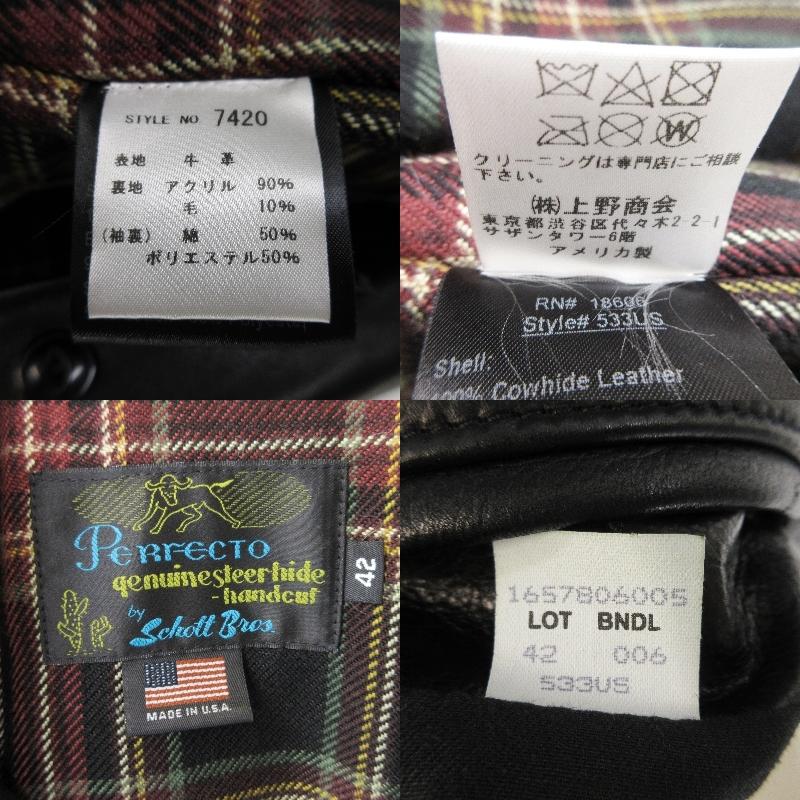 STYLE NO 7420
表地 牛革
裏地 アクリル 90%
毛 10%
(袖裏) 綿 50%
ポリエステル50%
W
クリーニングは専門店にご相談
下さい。
(株)上野商会
東京都渋谷区代々木2-2-1
サザンタワー6階
アメリカ製
RN# 18606
Style# 533US
Shell:
100% Cowhide Leather
PERFECTO
genuine steerhide
-handcut
by
Schott Bros.
42
MADE IN U.S.A.
1657806005
LOT BNDL
42 006
533US